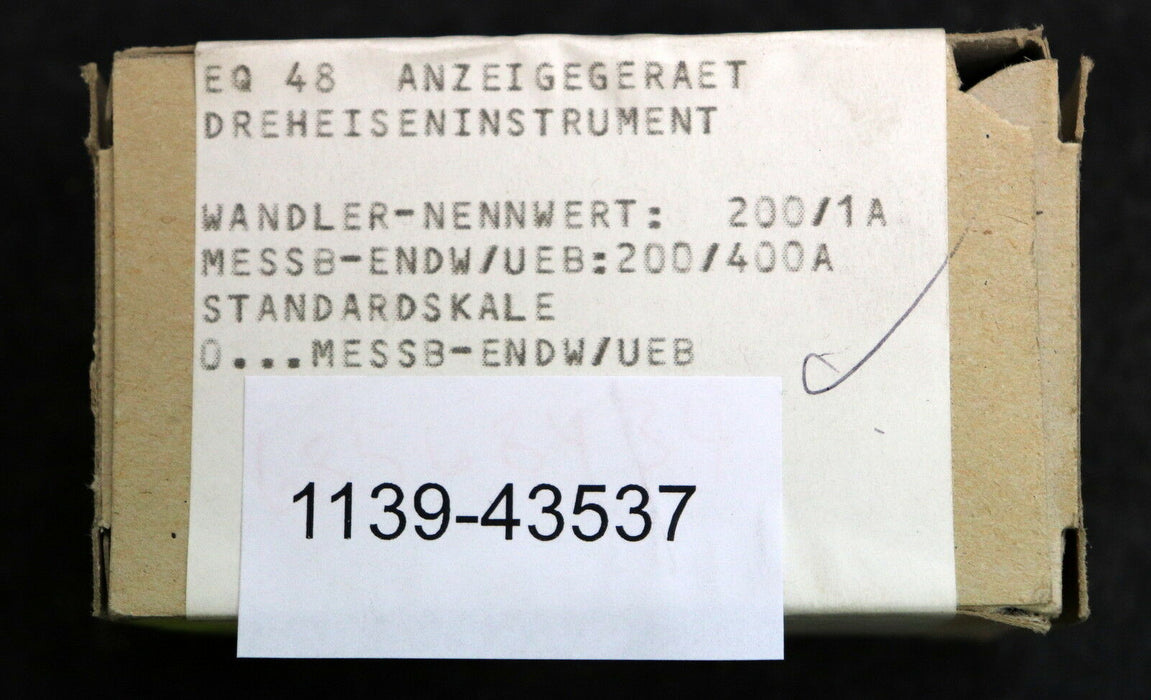 EQ 48 ANZEIGEGERAET
DREHEISENINSTRUMENT
WANDLER-NENNWERT: 200/1A
MESSB-ENDW/UEB:200/400A
STANDARDSKALE
0...MESSB-ENDW/UEB
1139-43537